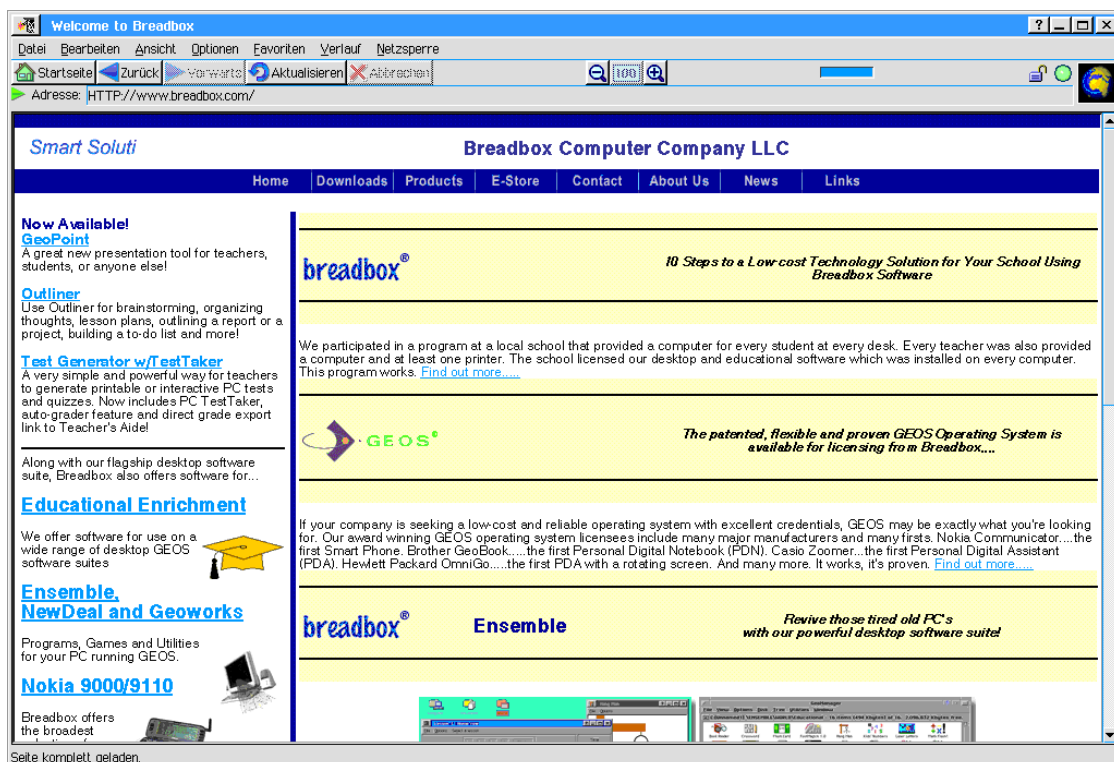 Welcome to Breadbox
Datei Bearbeiten Ansicht Optionen Favoriten Verlauf Netzsperre
Startseite Zurück Vorwärts Aktualisieren Abbrechen 100
Adresse: HTTP://www.breadbox.com/
Smart Soluti
Breadbox Computer Company LLC
Home Downloads Products E-Store Contact About Us News Links
Now Available!
GeoPoint
A great new presentation tool for teachers,
students, or anyone else!
Outliner
Use Outliner for brainstorming, organizing
thoughts, lesson plans, outlining a report or a
project, building a to-do list and more!
Test Generator w/TestTaker
A very simple and powerful way for teachers
to generate printable or interactive PC tests
and quizzes. Now includes PC TestTaker,
auto-grader feature and direct grade export
link to Teacher's Aide!
Along with our flagship desktop software
suite, Breadbox also offers software for...
Educational Enrichment
We offer software for use on a
wide range of desktop GEOS
software suites
Ensemble,
NewDeal and Geoworks
Programs, Games and Utilities
for your PC running GEOS.
Nokia 9000/9110
Breadbox offers
the broadest
breadbox®
10 Steps to a Low-cost Technology Solution for Your School Using
Breadbox Software
We participated in a program at a local school that provided a computer for every student at every desk. Every teacher was also provided
a computer and at least one printer. The school licensed our desktop and educational software which was installed on every computer.
This program works. Find out more.....
GEOS®
The patented, flexible and proven GEOS Operating System is
available for licensing from Breadbox....
If your company is seeking a low-cost and reliable operating system with excellent credentials, GEOS may be exactly what you're looking
for. Our award winning GEOS operating system licensees include many major manufacturers and many firsts. Nokia Communicator....the
first Smart Phone. Brother GeoBook.....the first Personal Digital Notebook (PDN). Casio Zoomer...the first Personal Digital Assistant
(PDA). Hewlett Packard OmniGo.....the first PDA with a rotating screen. And many more. It works, it's proven. Find out more.....
breadbox®
Ensemble
Revive those tired old PC's
with our powerful desktop software suite!
Seite komplett geladen.